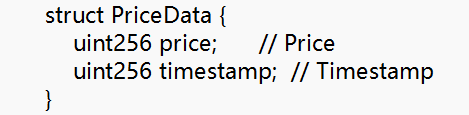 struct PriceData {
uint256 price; // Price
uint256 timestamp; // Timestamp
}